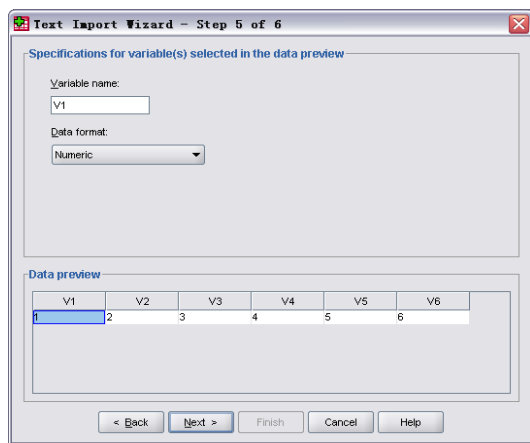 Text Import Wizard - Step 5 of 6
Specifications for variable(s) selected in the data preview
Variable name:
V1
Data format:
Numeric
Data preview
V1 V2 V3 V4 V5 V6
1 2 3 4 5 6
< Back Next > Finish Cancel Help